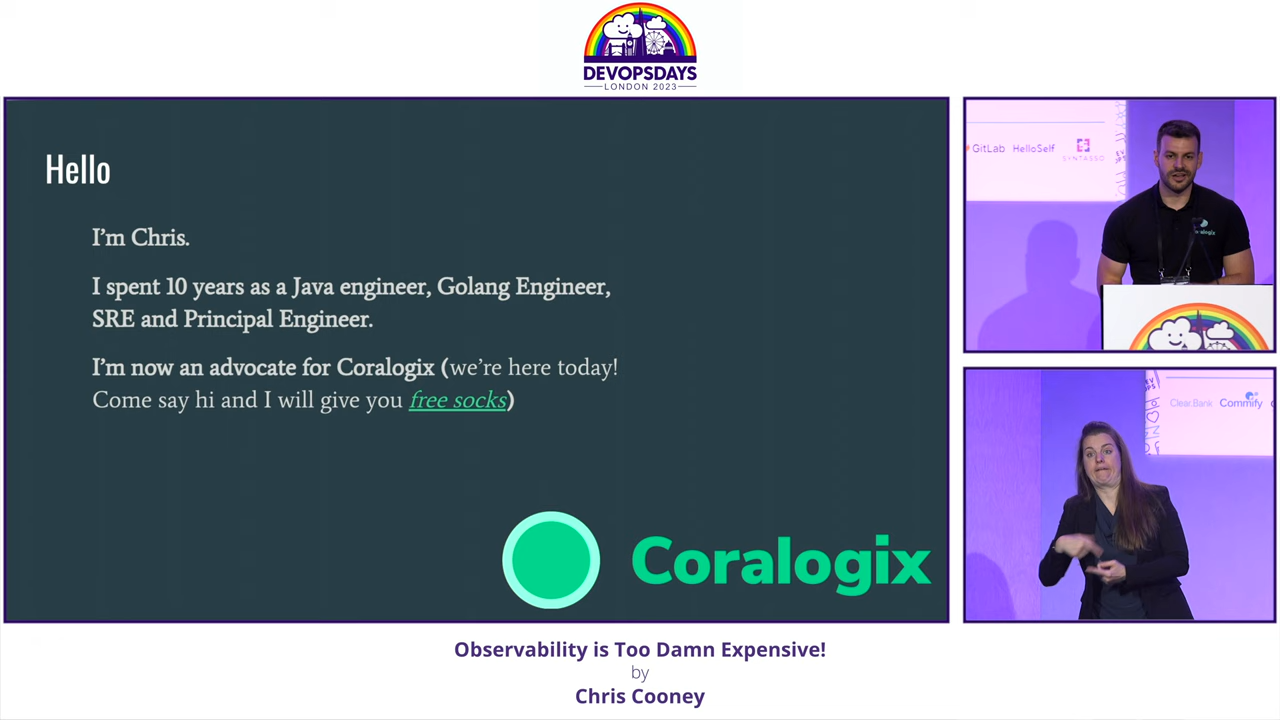 DEVOPSDAYS
LONDON 2023
Hello
I'm Chris.
I spent 10 years as a Java engineer, Golang Engineer,
SRE and Principal Engineer.
I'm now an advocate for Coralogix (we're here today!
Come say hi and I will give you free socks)
Coralogix
GitLab HelloSelf SYNTASSO
ClearBank Commify
Observability is Too Damn Expensive!
by
Chris Cooney